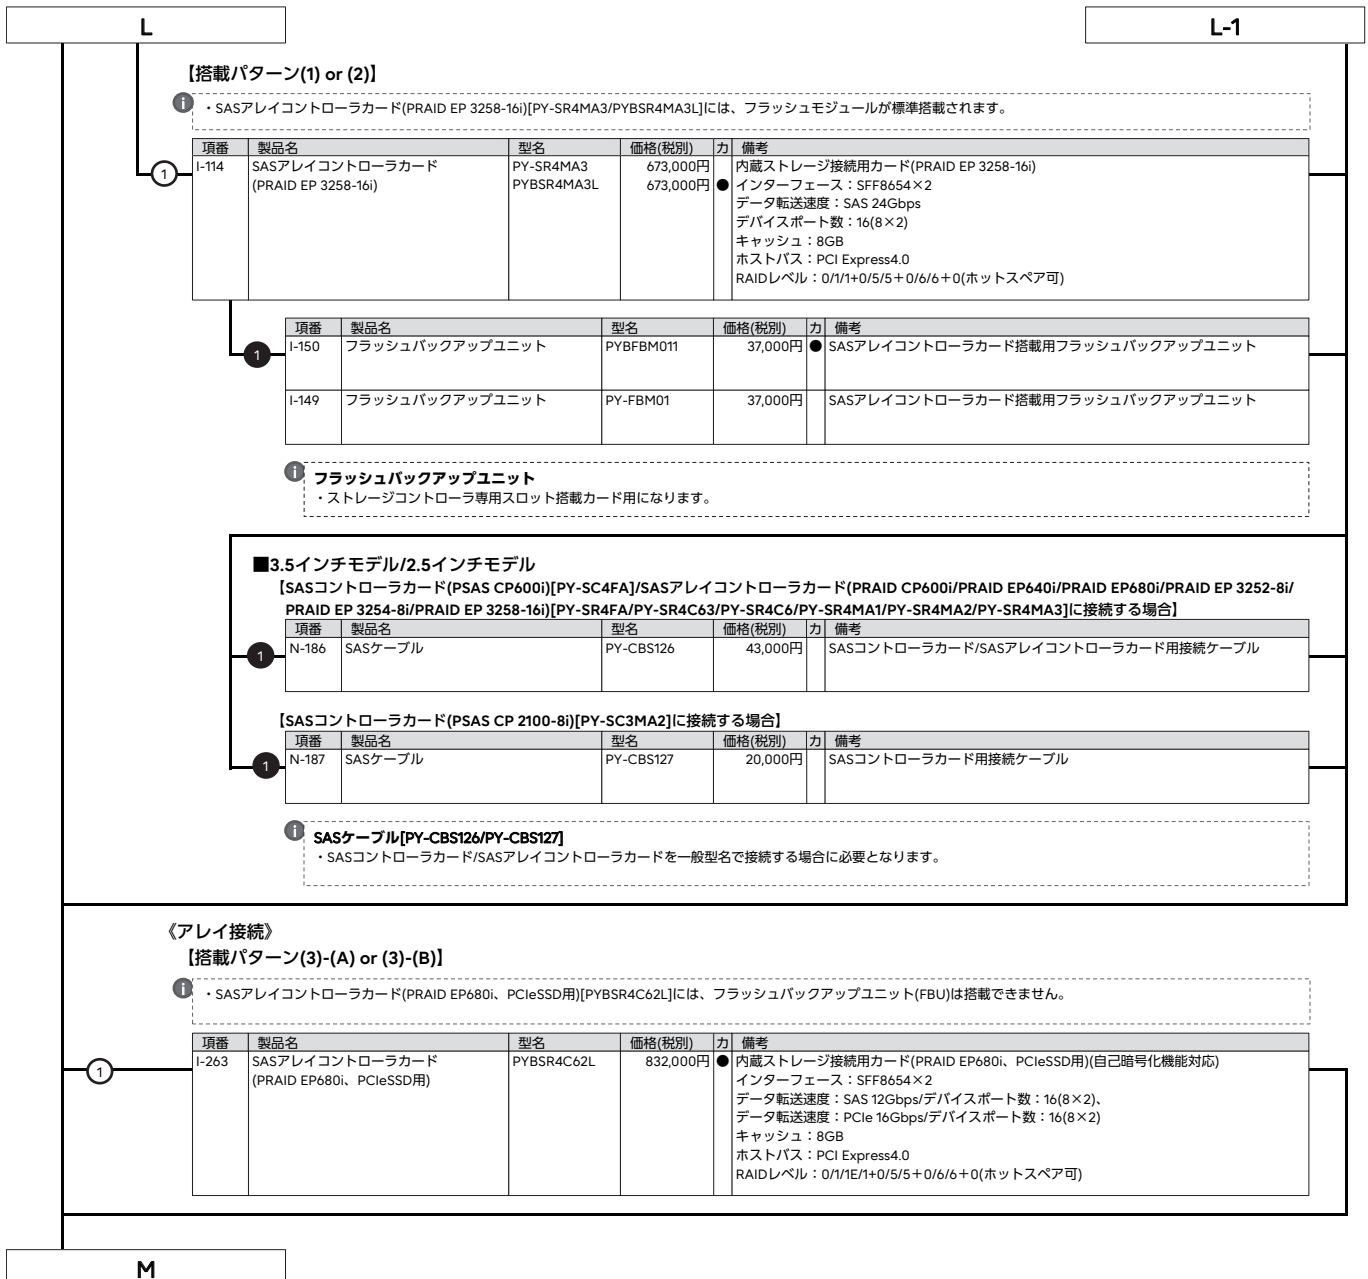 L
L-1
【搭載パターン(1) or (2)】
・SASアレイコントローラカード(PRAID EP 3258-16i)[PY-SR4MA3/PYBSR4MA3L]には、フラッシュモジュールが標準搭載されます。
項番 製品名 型名 価格(税別) カ 備考
1 I-114 SASアレイコントローラカード PY-SR4MA3 673,000円 内蔵ストレージ接続用カード(PRAID EP 3258-16i)
(PRAID EP 3258-16i) PYBSR4MA3L 673,000円 ● インターフェース：SFF8654×2
データ転送速度：SAS 24Gbps
デバイスポート数：16(8×2)
キャッシュ：8GB
ホストバス：PCI Express4.0
RAIDレベル：0/1/1+0/5/5＋0/6/6＋0(ホットスペア可)
項番 製品名 型名 価格(税別) カ 備考
1 I-150 フラッシュバックアップユニット PYBFBM011 37,000円 ● SASアレイコントローラカード搭載用フラッシュバックアップユニット
I-149 フラッシュバックアップユニット PY-FBM01 37,000円 SASアレイコントローラカード搭載用フラッシュバックアップユニット
フラッシュバックアップユニット
・ストレージコントローラ専用スロット搭載カード用になります。
■3.5インチモデル/2.5インチモデル
【SASコントローラカード(PSAS CP600i)[PY-SC4FA]/SASアレイコントローラカード(PRAID CP600i/PRAID EP640i/PRAID EP680i/PRAID EP 3252-8i/
PRAID EP 3254-8i/PRAID EP 3258-16i)[PY-SR4FA/PY-SR4C63/PY-SR4C6/PY-SR4MA1/PY-SR4MA2/PY-SR4MA3]に接続する場合】
項番 製品名 型名 価格(税別) カ 備考
1 N-186 SASケーブル PY-CBS126 43,000円 SASコントローラカード/SASアレイコントローラカード用接続ケーブル
【SASコントローラカード(PSAS CP 2100-8i)[PY-SC3MA2]に接続する場合】
項番 製品名 型名 価格(税別) カ 備考
1 N-187 SASケーブル PY-CBS127 20,000円 SASコントローラカード用接続ケーブル
SASケーブル[PY-CBS126/PY-CBS127]
・SASコントローラカード/SASアレイコントローラカードを一般型名で接続する場合に必要となります。
《アレイ接続》
【搭載パターン(3)-(A) or (3)-(B)】
・SASアレイコントローラカード(PRAID EP680i、PCIeSSD用)[PYBSR4C62L]には、フラッシュバックアップユニット(FBU)は搭載できません。
項番 製品名 型名 価格(税別) カ 備考
1 I-263 SASアレイコントローラカード PYBSR4C62L 832,000円 ● 内蔵ストレージ接続用カード(PRAID EP680i、PCIeSSD用)(自己暗号化機能対応)
(PRAID EP680i、PCIeSSD用) インターフェース：SFF8654×2
データ転送速度：SAS 12Gbps/デバイスポート数：16(8×2)、
データ転送速度：PCIe 16Gbps/デバイスポート数：16(8×2)
キャッシュ：8GB
ホストバス：PCI Express4.0
RAIDレベル：0/1/1E/1+0/5/5＋0/6/6＋0(ホットスペア可)
M